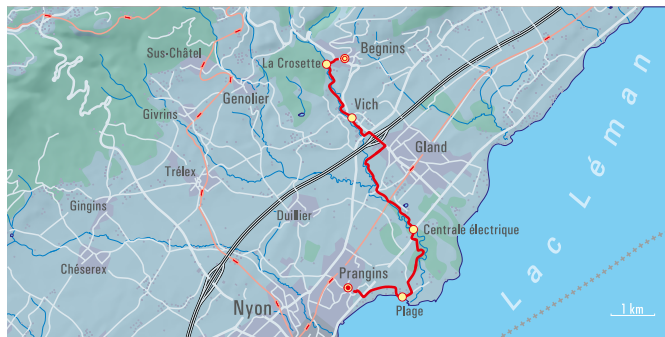 Begnins
Sus-Châtel
La Crosette
Genolier
Vich
Givrins
Gland
Trélex
Gingins
Duillier
Centrale électrique
Chéserex
Prangins
Nyon
Plage
Lac Léman
1 km